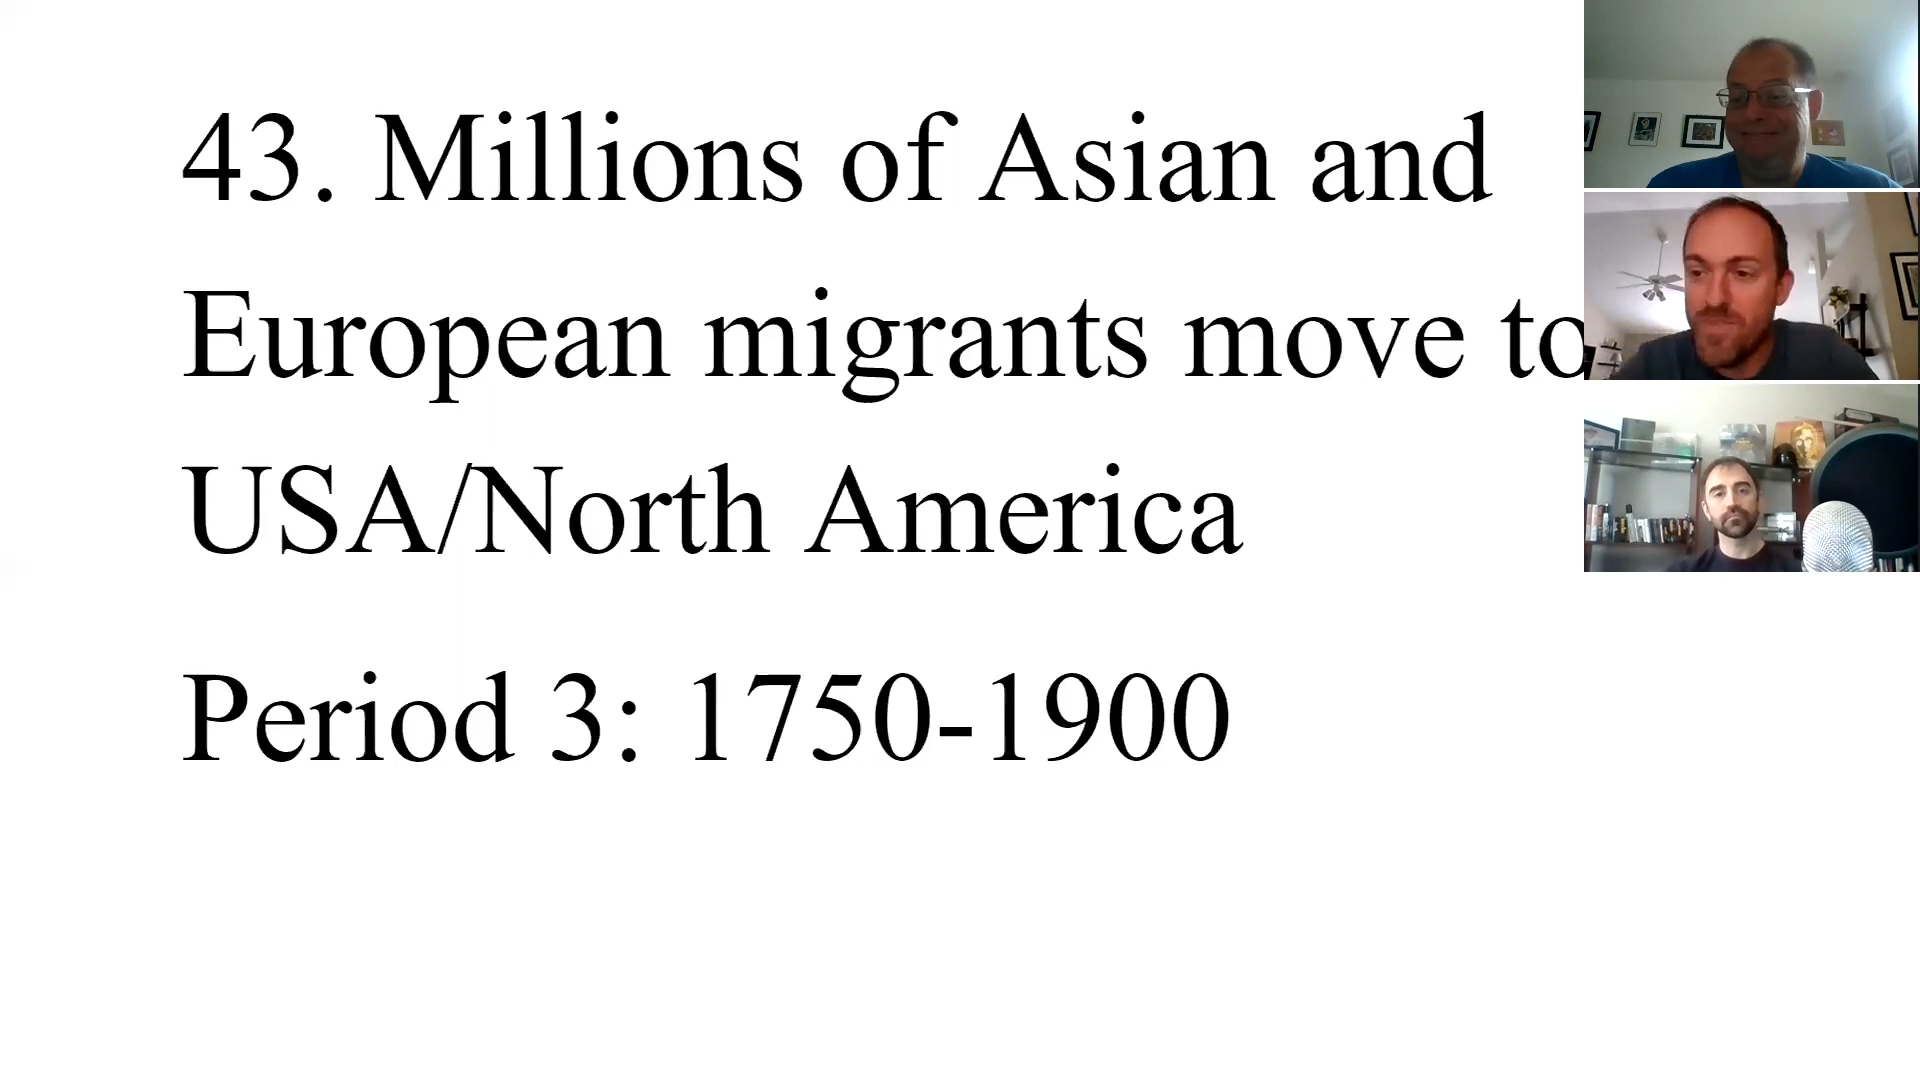 43. Millions of Asian and
European migrants move to
USA/North America
Period 3: 1750-1900